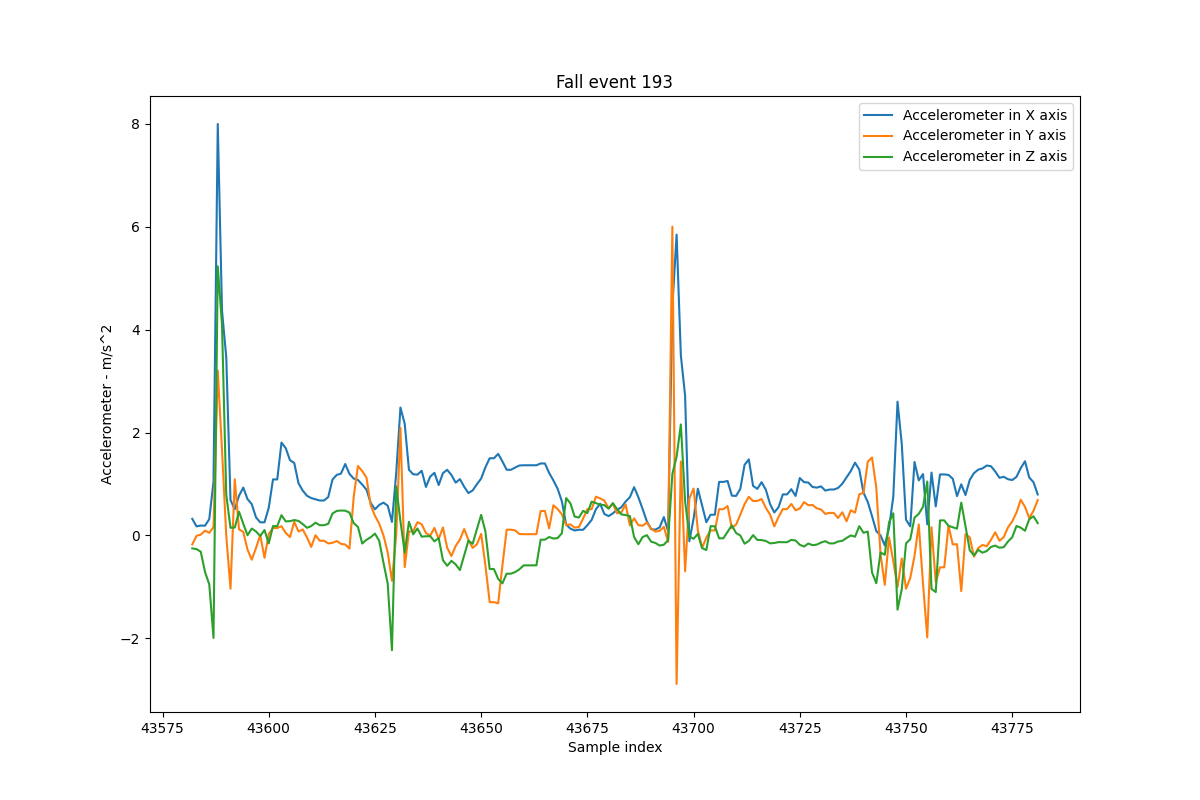 Fall event 193
Accelerometer in X axis
Accelerometer in Y axis
Accelerometer in Z axis
Accelerometer - m/s^2
8
6
4
2
0
−2
43575 43600 43625 43650 43675 43700 43725 43750 43775
Sample index